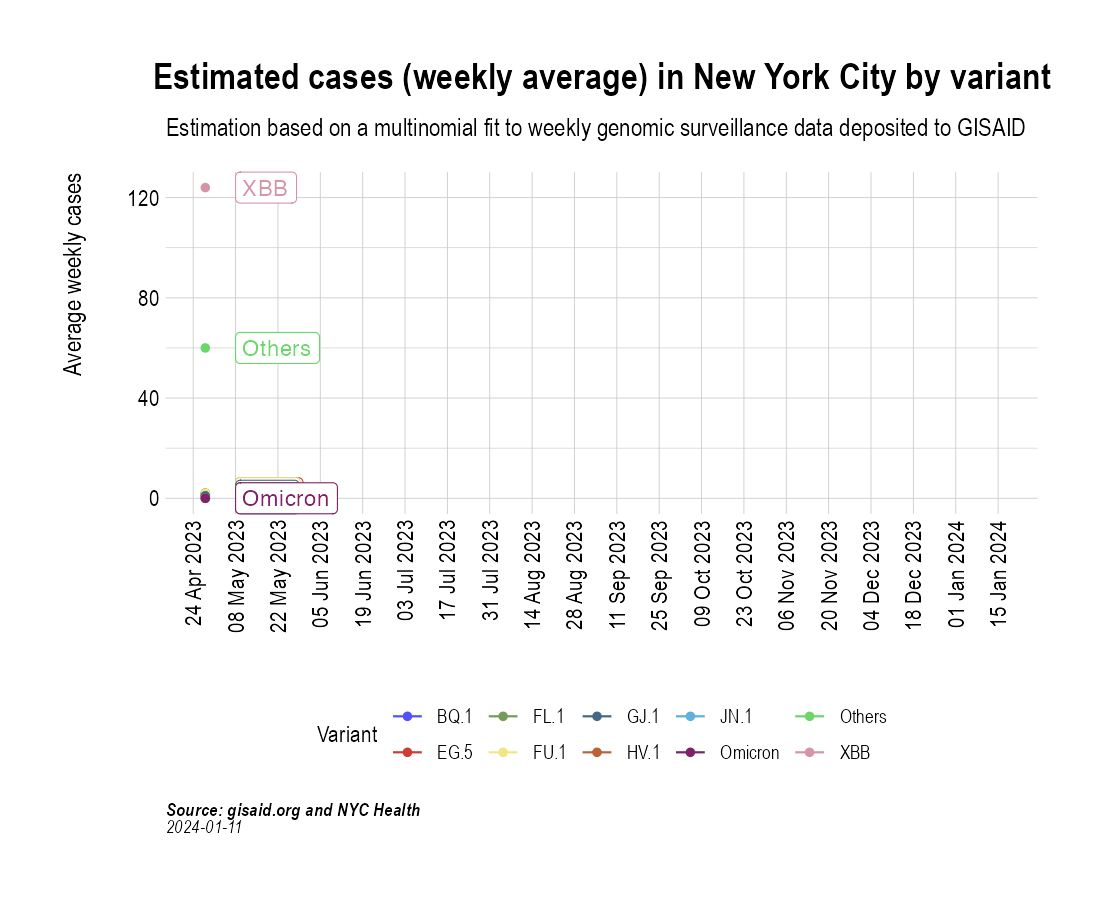 Estimated cases (weekly average) in New York City by variant
Estimation based on a multinomial fit to weekly genomic surveillance data deposited to GISAID
Average weekly cases
120
80
40
0
XBB
Others
Omicron
24 Apr 2023
08 May 2023
22 May 2023
05 Jun 2023
19 Jun 2023
03 Jul 2023
17 Jul 2023
31 Jul 2023
14 Aug 2023
28 Aug 2023
11 Sep 2023
25 Sep 2023
09 Oct 2023
23 Oct 2023
06 Nov 2023
20 Nov 2023
04 Dec 2023
18 Dec 2023
01 Jan 2024
15 Jan 2024
Variant
BQ.1 FL.1 GJ.1 JN.1 Others
EG.5 FU.1 HV.1 Omicron XBB
Source: gisaid.org and NYC Health
2024-01-11